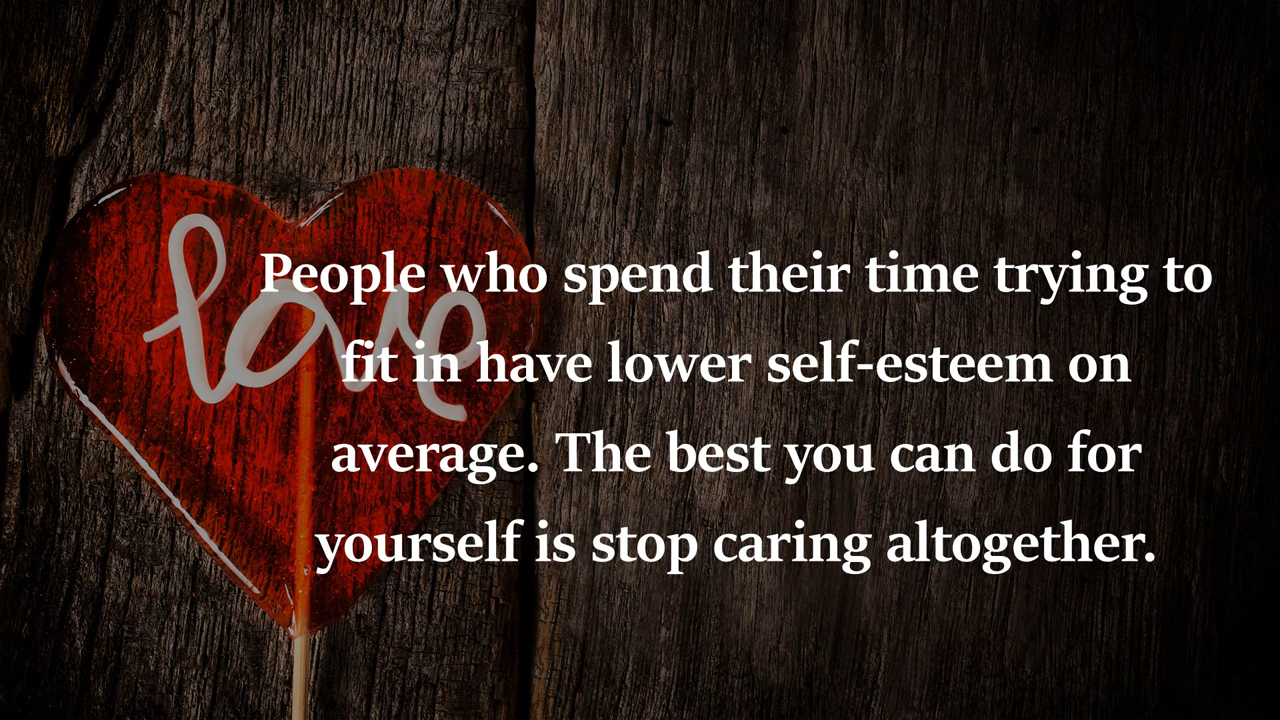 love
People who spend their time trying to
fit in have lower self-esteem on
average. The best you can do for
yourself is stop caring altogether.